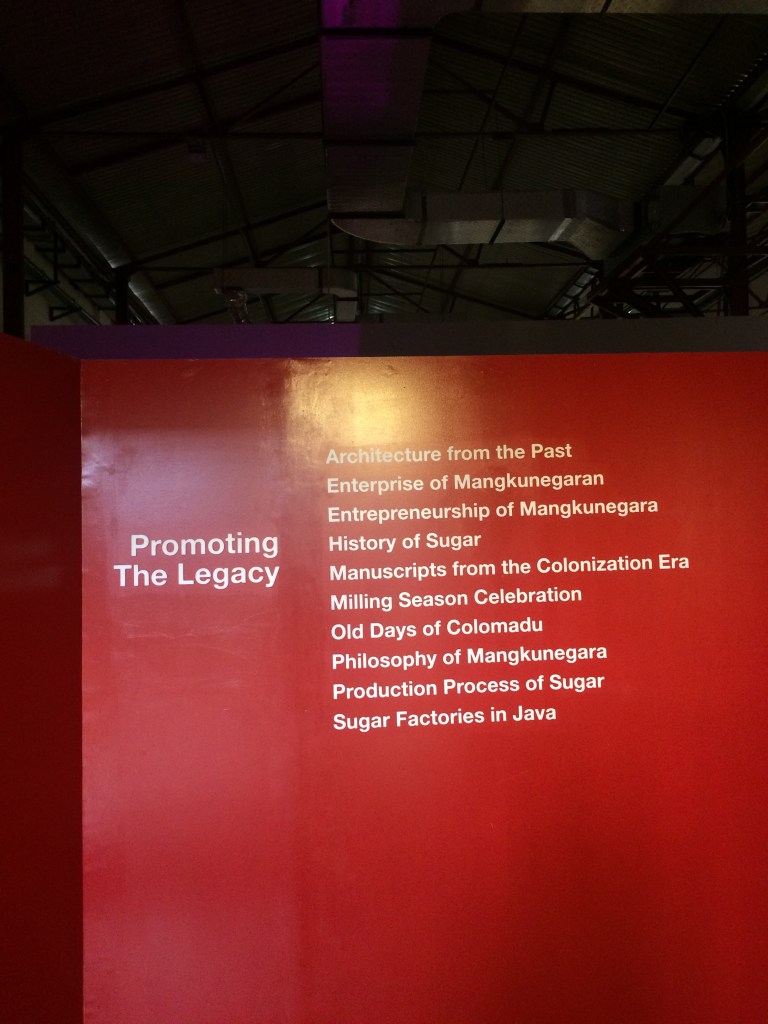 Promoting
The Legacy
Architecture from the Past
Enterprise of Mangkunegaran
Entrepreneurship of Mangkunegara
History of Sugar
Manuscripts from the Colonization Era
Milling Season Celebration
Old Days of Colomadu
Philosophy of Mangkunegara
Production Process of Sugar
Sugar Factories in Java